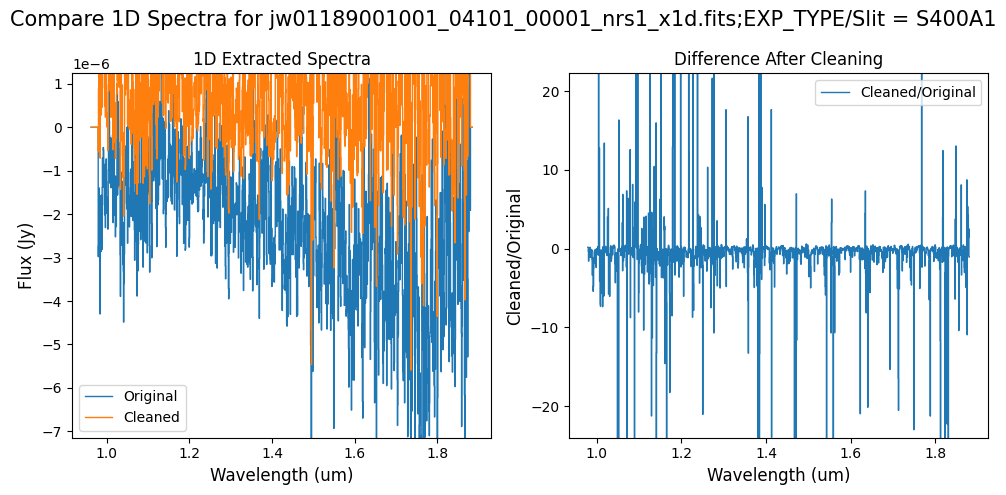 Compare 1D Spectra for jw01189001001_04101_00001_nrs1_x1d.fits;EXP_TYPE/Slit = S400A1
1D Extracted Spectra
1e−6
1
0
−1
−2
−3
−4
−5
−6
−7
Flux (Jy)
Original
Cleaned
1.0
1.2
1.4
1.6
1.8
Wavelength (um)
Difference After Cleaning
Cleaned/Original
20
10
0
−10
−20
Cleaned/Original
1.0
1.2
1.4
1.6
1.8
Wavelength (um)